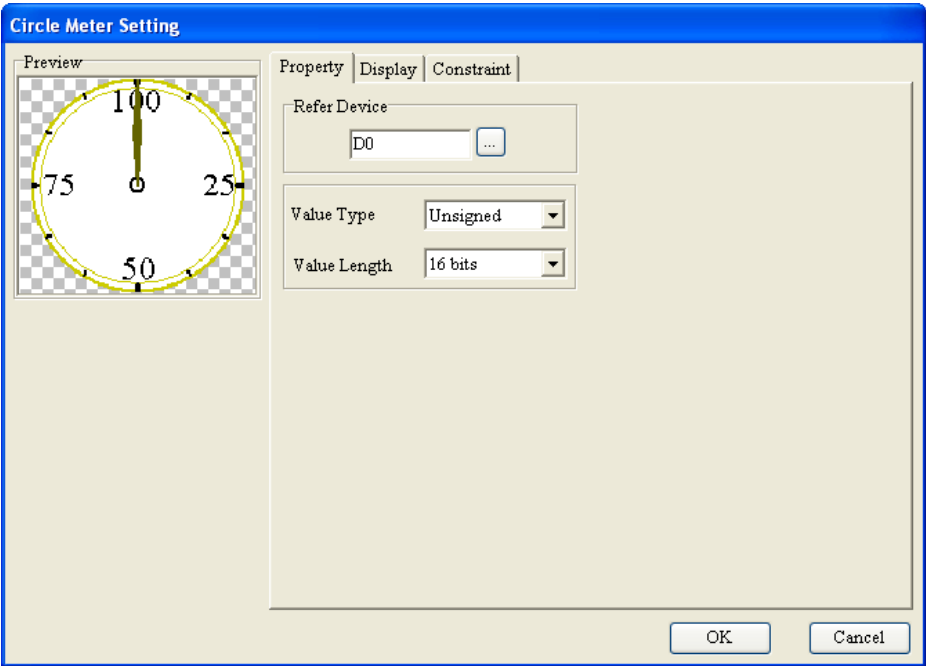 Circle Meter Setting
Preview
100
75
25
50
Property Display Constraint
Refer Device
D0 ...
Value Type Unsigned
Value Length 16 bits
OK Cancel